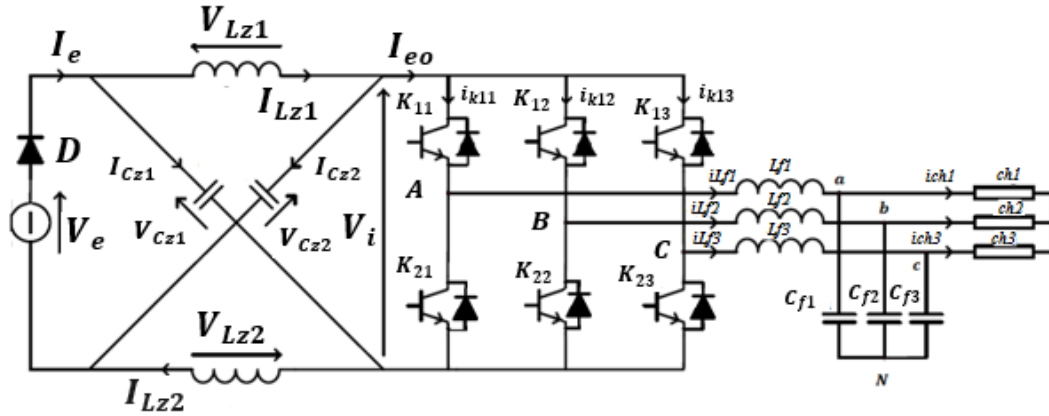 V_Lz1
I_e
I_eo
I_Lz1
K_11
i_k11
K_12
i_k12
K_13
i_k13
D
I_Cz1
I_Cz2
V_e
V_Cz1
V_Cz2
V_i
A
B
C
iLf1
Lf1
a
ich1
ch1
iLf2
Lf2
b
ch2
iLf3
Lf3
c
ich3
ch3
K_21
K_22
K_23
C_f1
C_f2
C_f3
V_Lz2
I_Lz2
N